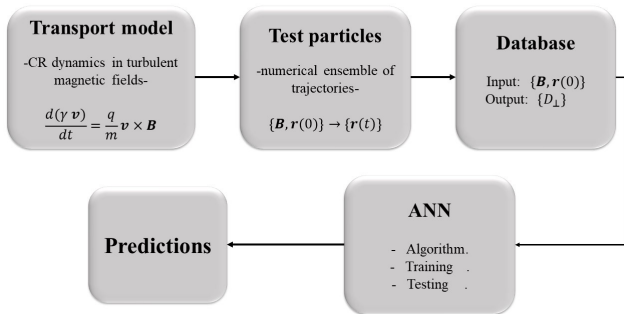 Transport model
-CR dynamics in turbulent
magnetic fields-
d(γ v)/dt = q/m v × B
Test particles
-numerical ensemble of
trajectories-
{B, r(0)} → {r(t)}
Database
Input: {B, r(0)}
Output: {D⊥}
Predictions
ANN
- Algorithm.
- Training .
- Testing .